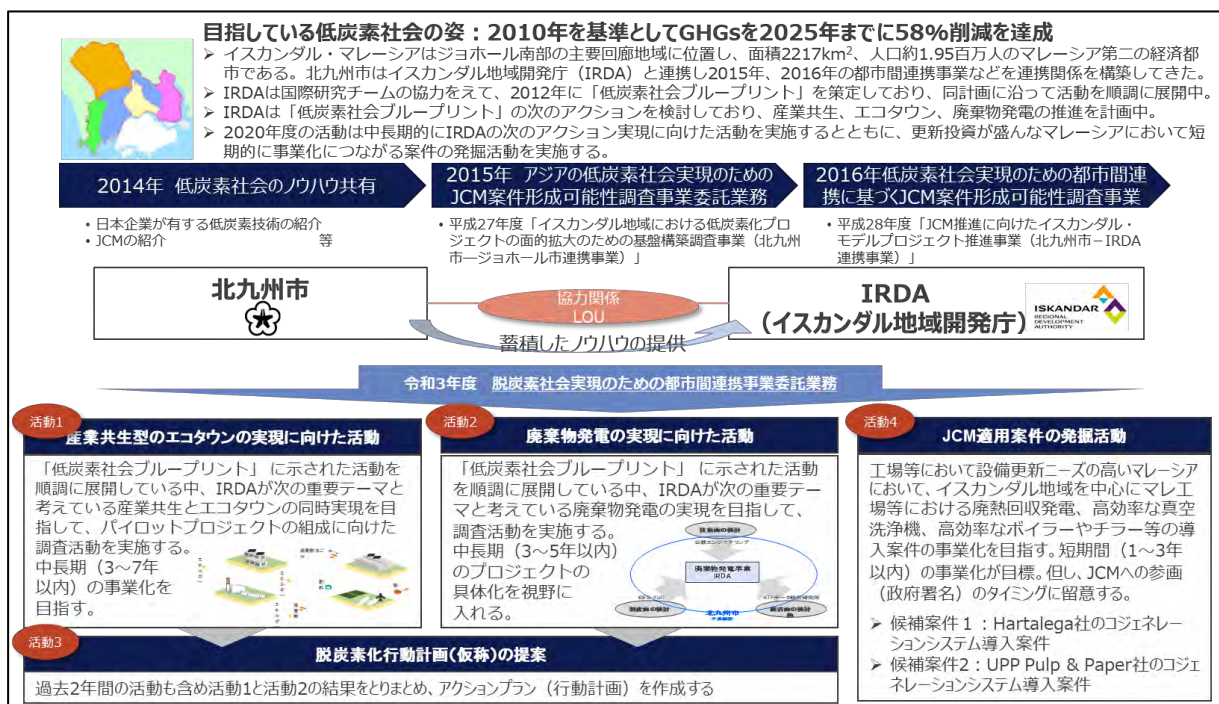 目指している低炭素社会の姿：2010年を基準としてGHGsを2025年までに58%削減を達成
➢ イスカンダル・マレーシアはジョホール南部の主要回廊地域に位置し、面積2217km²、人口約1.95百万人のマレーシア第二の経済都
市である。北九州市はイスカンダル地域開発庁（IRDA）と連携し2015年、2016年の都市間連携事業などを連携関係を構築してきた。
➢ IRDAは国際研究チームの協力をえて、2012年に「低炭素社会ブループリント」を策定しており、同計画に沿って活動を順調に展開中。
➢ IRDAは「低炭素社会ブループリント」の次のアクションを検討しており、産業共生、エコタウン、廃棄物発電の推進を計画中。
➢ 2020年度の活動は中長期的にIRDAの次のアクション実現に向けた活動を実施するとともに、更新投資が盛んなマレーシアにおいて短
期的に事業化につながる案件の発掘活動を実施する。
2014年 低炭素社会のノウハウ共有
2015年 アジアの低炭素社会実現のための
JCM案件形成可能性調査事業委託業務
2016年低炭素社会実現のための都市間連
携に基づくJCM案件形成可能性調査事業
・日本企業が有する低炭素技術の紹介
・JCMの紹介 等
・平成27年度「イスカンダル地域における低炭素化プロ
ジェクトの面的拡大のための基盤構築調査事業（北九州
市―ジョホール市連携事業）」
・平成28年度「JCM推進に向けたイスカンダル・
モデルプロジェクト推進事業（北九州市－IRDA
連携事業）」
北九州市
協力関係
LOU
蓄積したノウハウの提供
IRDA
（イスカンダル地域開発庁）
ISKANDAR
REGIONAL
DEVELOPMENT
AUTHORITY
令和3年度 脱炭素社会実現のための都市間連携事業委託業務
活動1
産業共生型のエコタウンの実現に向けた活動
「低炭素社会ブループリント」 に示された活動を
順調に展開している中、IRDAが次の重要テーマと
考えている産業共生とエコタウンの同時実現を目
指して、パイロットプロジェクトの組成に向けた
調査活動を実施する。
中長期（3～7年
以内）の事業化を
目指す。
エネルギー
活動2
廃棄物発電の実現に向けた活動
「低炭素社会ブループリント」 に示された活動
を順調に展開している中、IRDAが次の重要テー
マと考えている廃棄物発電の実現を目指して、
調査活動を実施する。
中長期（3～5年以内）
のプロジェクトの
具体化を視野に
入れる。
廃棄物発電事業
IRDA
北九州市
活動4
JCM適用案件の発掘活動
工場等において設備更新ニーズの高いマレーシア
において、イスカンダル地域を中心にマレ工
場等における廃熱回収発電、高効率な真空
洗浄機、高効率なボイラーやチラー等の導
入案件の事業化を目指す。短期間（1～3年
以内）の事業化が目標。但し、JCMへの参画
（政府署名）のタイミングに留意する。
➢ 候補案件１：Hartalega社のコジェネレー
ションシステム導入案件
➢ 候補案件2：UPP Pulp & Paper社のコジェ
ネレーションシステム導入案件
活動3
脱炭素化行動計画(仮称)の提案
過去2年間の活動も含め活動1と活動2の結果をとりまとめ、アクションプラン（行動計画）を作成する